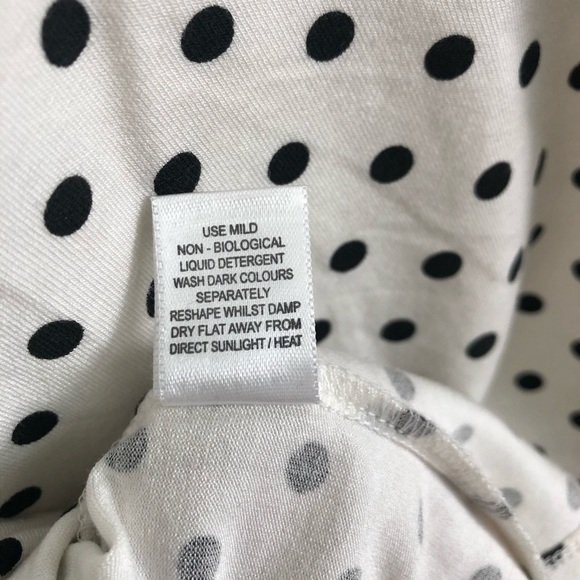 USE MILD
NON - BIOLOGICAL
LIQUID DETERGENT
WASH DARK COLOURS
SEPARATELY
RESHAPE WHILST DAMP
DRY FLAT AWAY FROM
DIRECT SUNLIGHT / HEAT